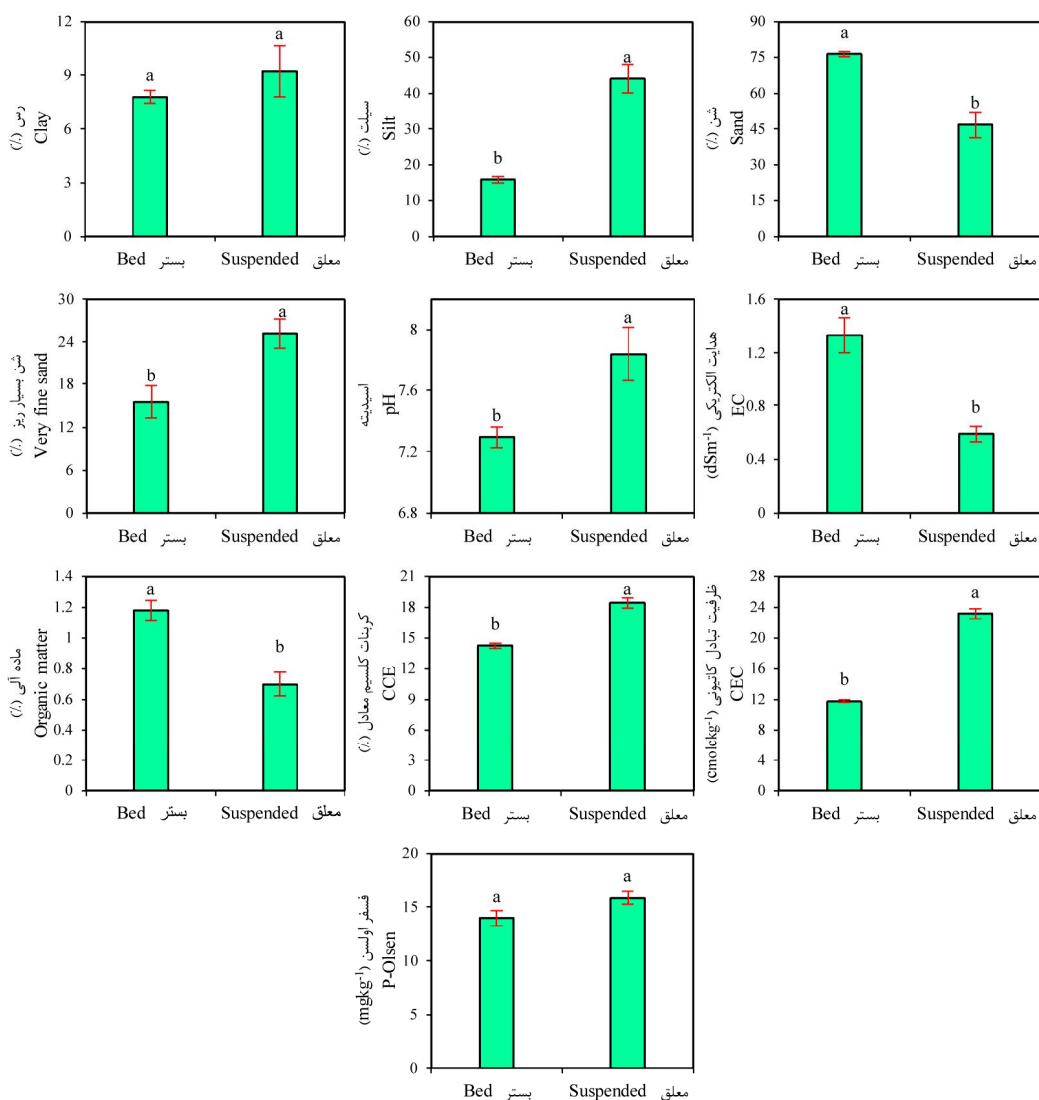 رس (٪)
Clay
12
9
6
3
0
a
a
Bed بستر
Suspended معلق
سیلت (٪)
Silt
60
50
40
30
20
10
0
b
a
Bed بستر
Suspended معلق
شن (٪)
Sand
90
75
60
45
30
15
0
a
b
Bed بستر
Suspended معلق
شن بسیار ریز (٪)
Very fine sand
30
24
18
12
6
0
b
a
Bed بستر
Suspended معلق
اسیدیته
pH
8
7.6
7.2
6.8
b
a
Bed بستر
Suspended معلق
هدایت الکتریکی (dSm⁻¹)
EC
1.6
1.2
0.8
0.4
0
a
b
Bed بستر
Suspended معلق
ماده آلی (٪)
Organic matter
1.4
1.2
1
0.8
0.6
0.4
0.2
0
a
b
Bed بستر
Suspended معلق
کربنات کلسیم معادل (٪)
CCE
21
18
15
12
9
6
3
0
b
a
Bed بستر
Suspended معلق
ظرفیت تبادل کاتیونی (cmolckg⁻¹)
CEC
28
24
20
16
12
8
4
0
b
a
Bed بستر
Suspended معلق
فسفر اولسن (mgkg⁻¹)
P-Olsen
20
15
10
5
0
a
a
Bed بستر
Suspended معلق